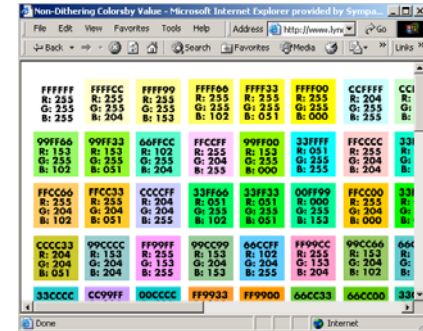 Non-Dithering Colorsby Value - Microsoft Internet Explorer provided by Sympa...
File Edit View Favorites Tools Help Address http://www.lyn Go
Back Search Favorites Media Links
FFFFFF FFFFCC FFFF99 FFFF66 FFFF33 FFFF00 CCFFFF CC
R: 255 R: 255 R: 255 R: 255 R: 255 R: 255 R: 204 R:
G: 255 G: 255 G: 255 G: 255 G: 255 G: 255 G: 255 G:
B: 255 B: 204 B: 153 B: 102 B: 051 B: 000 B: 255 B:
99FF66 99FF33 66FFCC FFCCFF 99FF00 33FFFF FFCCCC 33
R: 153 R: 153 R: 102 R: 255 R: 153 R: 051 R: 255 R:
G: 255 G: 255 G: 255 G: 204 G: 255 G: 255 G: 204 G:
B: 102 B: 051 B: 204 B: 255 B: 000 B: 255 B: 204 B:
FFCC66 FFCC33 CCCCFF 33FF66 33FF33 00FF99 FFCC00 33
R: 255 R: 255 R: 204 R: 051 R: 051 R: 000 R: 255 R:
G: 204 G: 204 G: 204 G: 255 G: 255 G: 255 G: 204 G:
B: 102 B: 051 B: 255 B: 102 B: 051 B: 153 B: 000 B:
CCCC33 99CCCC FF99FF 99CC99 66CCFF FF99CC 99CC66 66
R: 204 R: 153 R: 255 R: 153 R: 102 R: 255 R: 153 R:
G: 204 G: 204 G: 153 G: 204 G: 204 G: 153 G: 204 G:
B: 051 B: 204 B: 255 B: 153 B: 255 B: 204 B: 102 B:
33CCCC CC99FF 00CCCC FF9933 FF9900 66CC33 66CC00 33
Done Internet